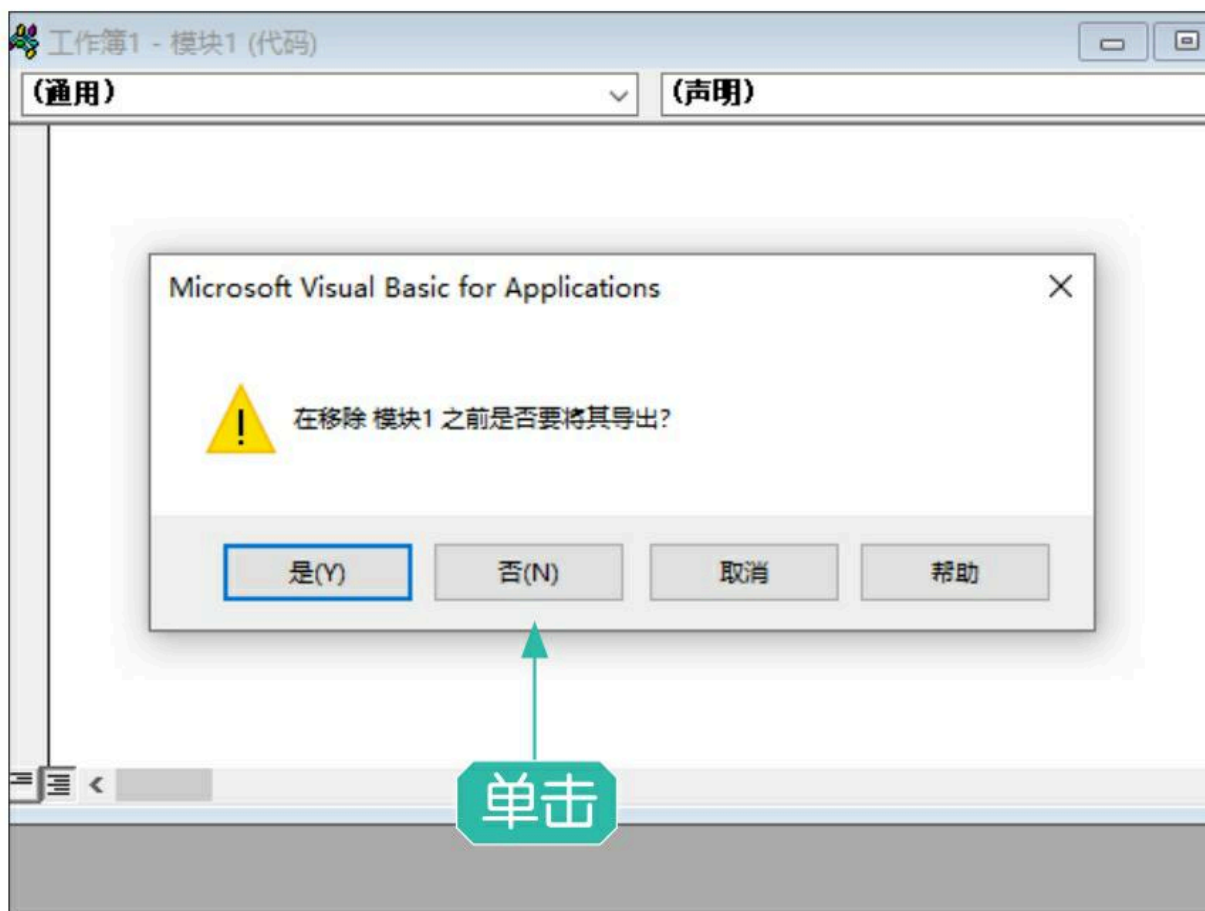 工作簿1 - 模块1 (代码)
(通用)
(声明)
Microsoft Visual Basic for Applications
在移除 模块1 之前是否要将其导出?
是(Y)
否(N)
取消
帮助
单击